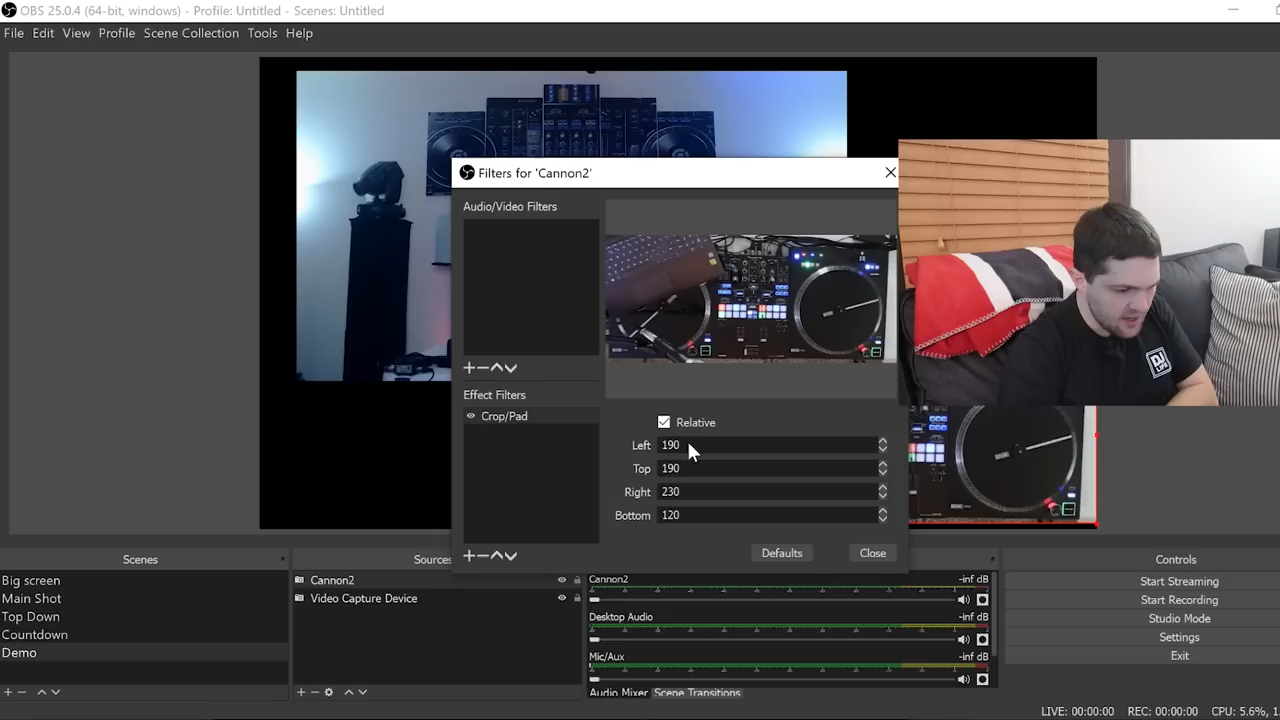 OBS 25.0.4 (64-bit, windows) - Profile: Untitled - Scenes: Untitled
File Edit View Profile Scene Collection Tools Help
Filters for 'Cannon2'
Audio/Video Filters
Effect Filters
Crop/Pad
Relative
Left 190
Top 190
Right 230
Bottom 120
Defaults Close
DJ
LIFE
Scenes
Big screen
Main Shot
Top Down
Countdown
Demo
Sources
Cannon2
Video Capture Device
Cannon2 -inf dB
Desktop Audio -inf dB
Mic/Aux -inf dB
Audio Mixer Scene Transitions
Controls
Start Streaming
Start Recording
Studio Mode
Settings
Exit
LIVE: 00:00:00 REC: 00:00:00 CPU: 5.6%, 1